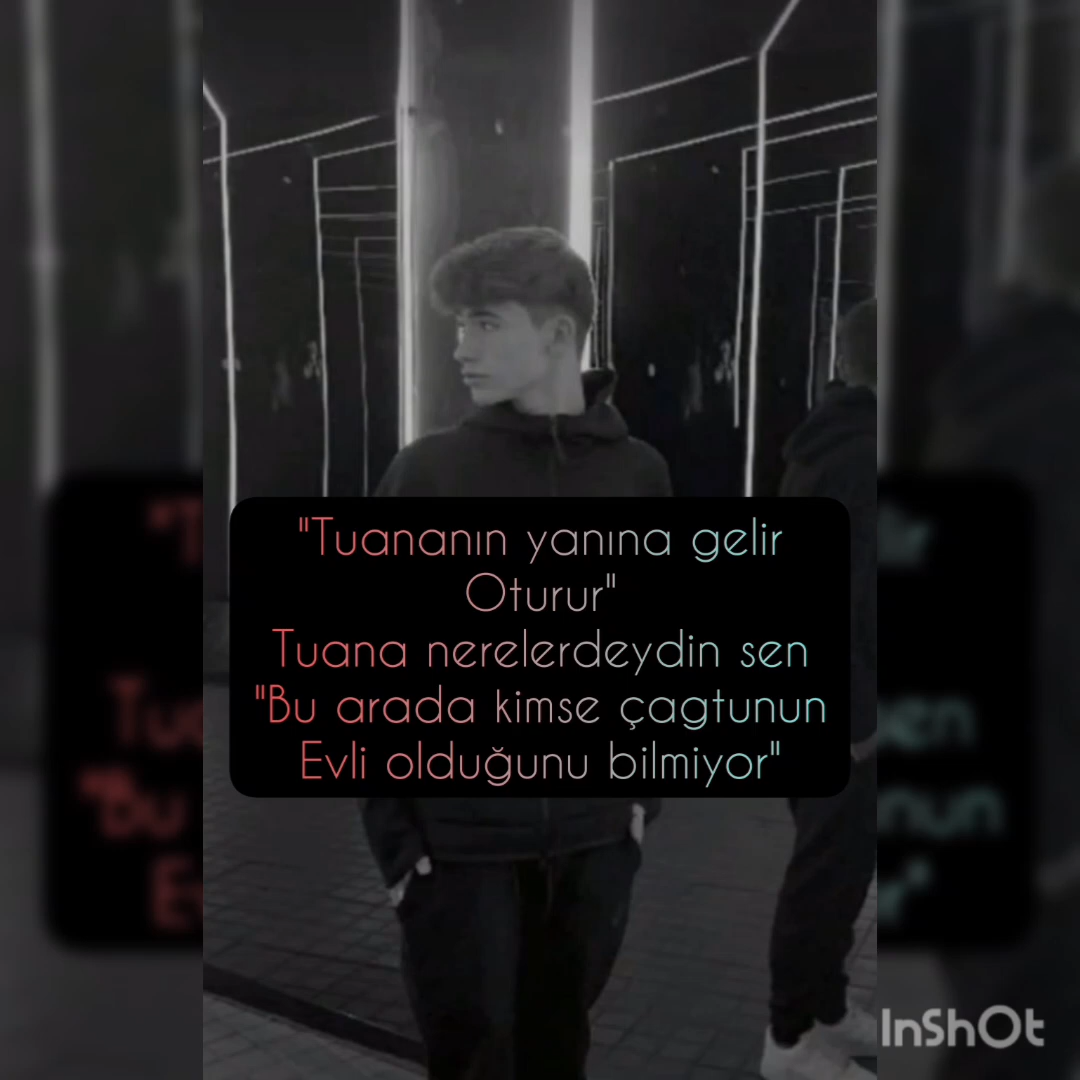 "Tuananın yanına gelir
Oturur"
Tuana nerelerdeydin sen
"Bu arada kimse çagtunun
Evli olduğunu bilmiyor"
InShOt